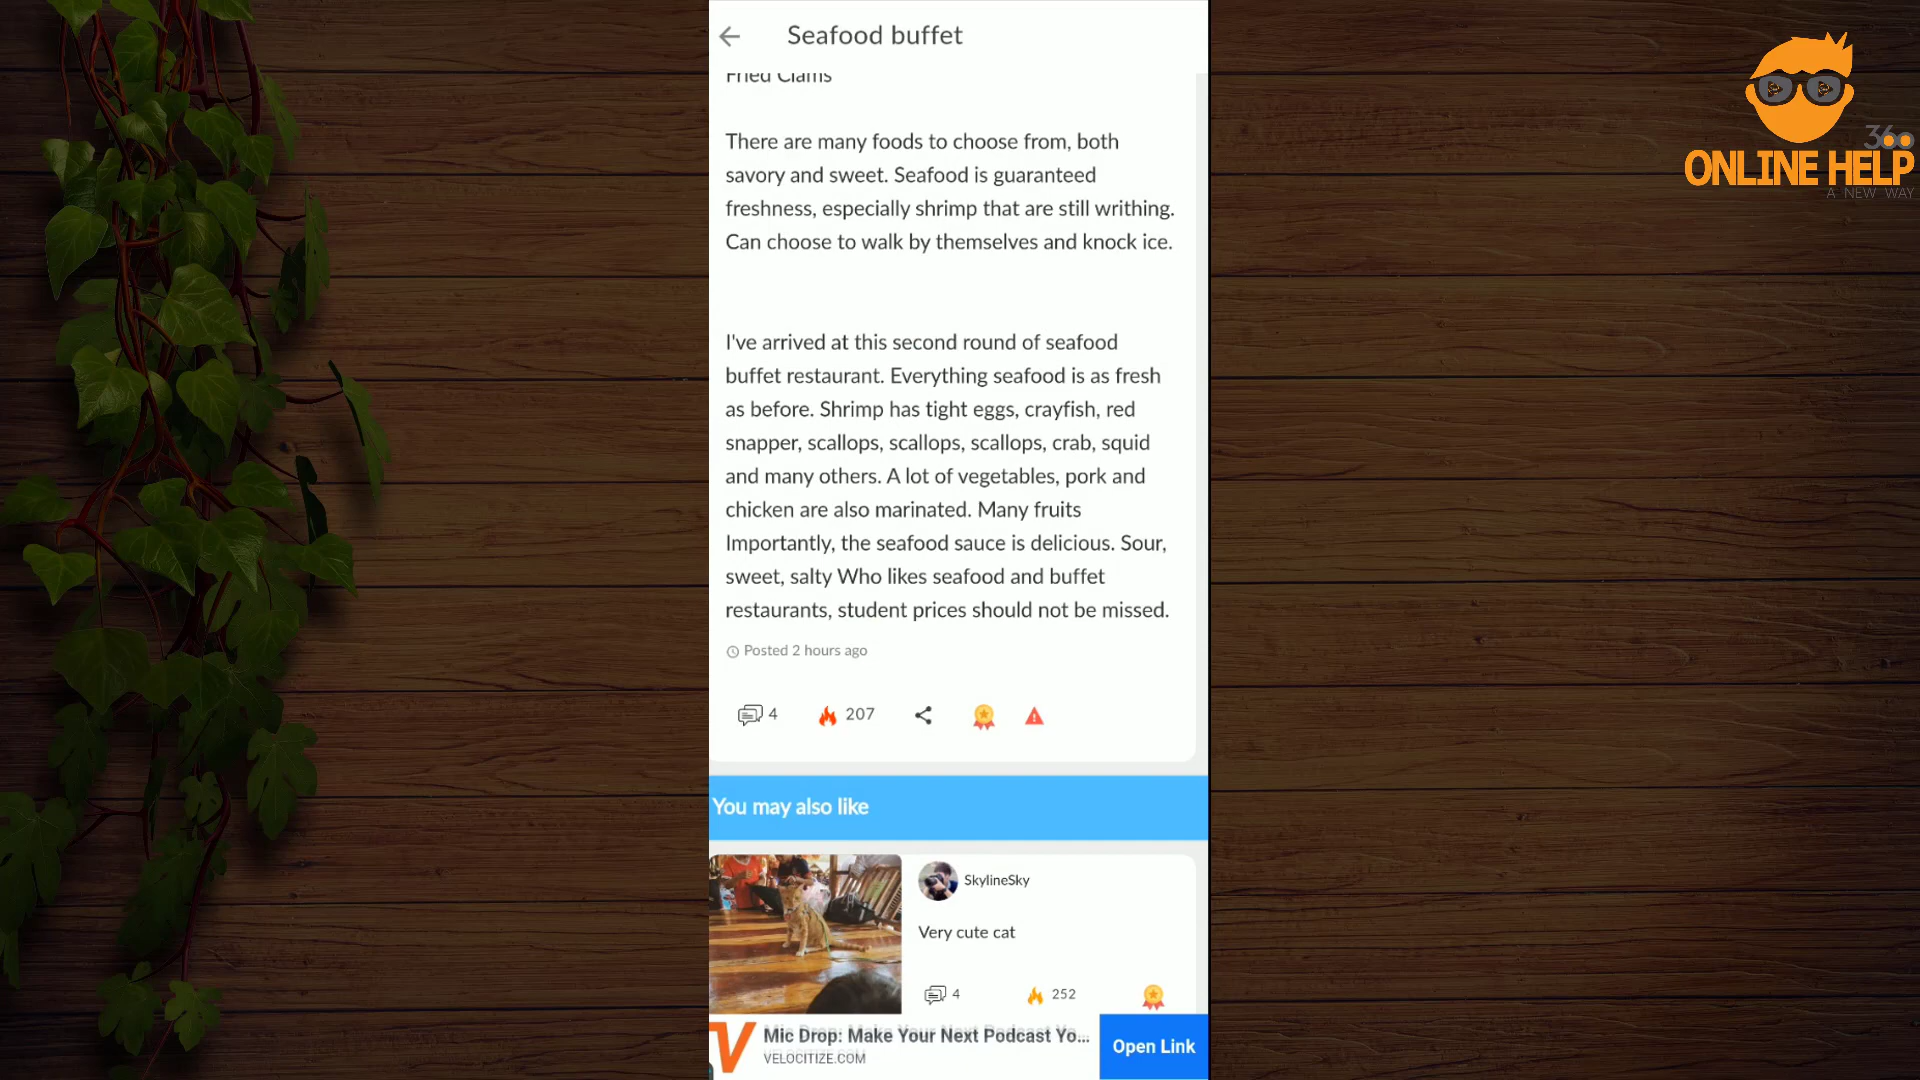 Seafood buffet
Fried Clams
There are many foods to choose from, both
savory and sweet. Seafood is guaranteed
freshness, especially shrimp that are still writhing.
Can choose to walk by themselves and knock ice.
I've arrived at this second round of seafood
buffet restaurant. Everything seafood is as fresh
as before. Shrimp has tight eggs, crayfish, red
snapper, scallops, scallops, scallops, crab, squid
and many others. A lot of vegetables, pork and
chicken are also marinated. Many fruits
Importantly, the seafood sauce is delicious. Sour,
sweet, salty Who likes seafood and buffet
restaurants, student prices should not be missed.
Posted 2 hours ago
4 207
You may also like
SkylineSky
Very cute cat
4 252
Mic Drop: Make Your Next Podcast Yo...
VELOCITIZE.COM
Open Link
360
ONLINE HELP
A NEW WAY